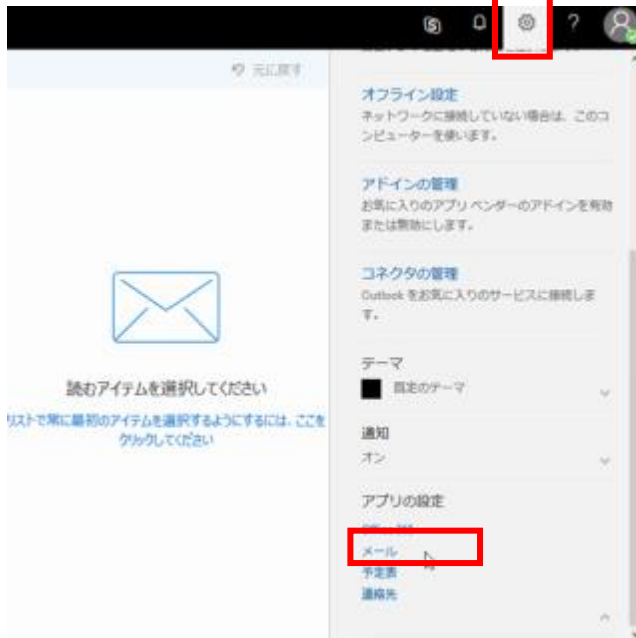 元に戻す
オフライン設定
ネットワークに接続していない場合は、このコ
ンピューターを使います。
アドインの管理
お気に入りのアプリ ベンダーのアドインを有効
または無効にします。
コネクタの管理
Outlook をお気に入りのサービスに接続しま
す。
テーマ
既定のテーマ
通知
オン
アプリの設定
Office 365
メール
予定表
連絡先
読むアイテムを選択してください
リストで常に最初のアイテムを選択するようにするには、ここを
クリックしてください